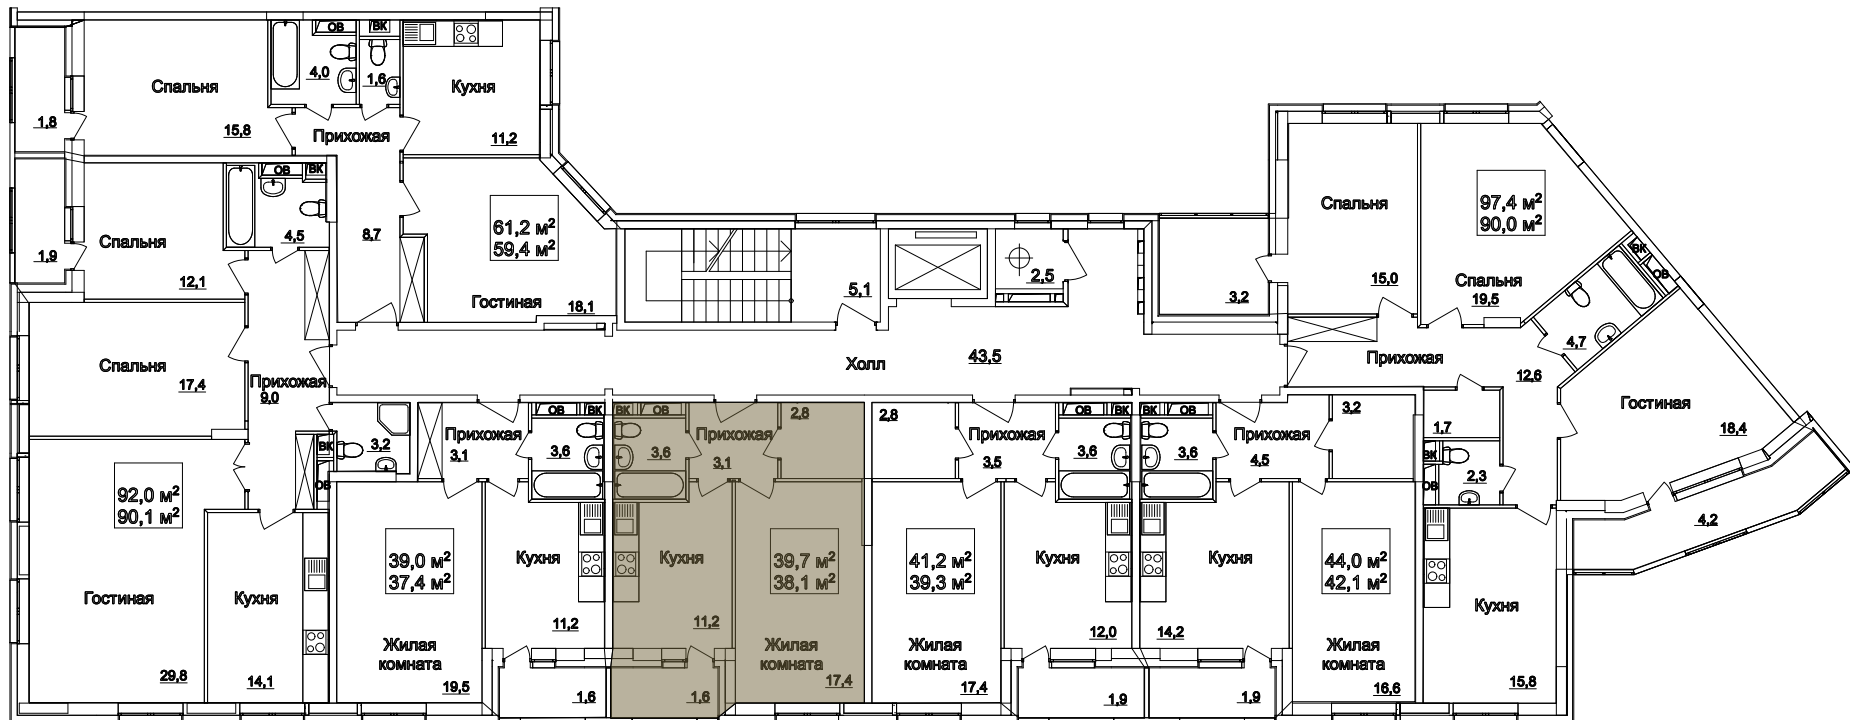 ОВ
ВК
4,0
1,6
Кухня
11,2
Спальня
15,8
1,8
Прихожая
ОВ
ВК
4,5
Спальня
12,1
1,9
8,7
61,2 м²
59,4 м²
Гостиная
18,1
5,1
2,5
3,2
Спальня
15,0
97,4 м²
90,0 м²
Спальня
19,5
ВК
ОВ
4,7
Прихожая
12,6
Гостиная
18,4
4,2
Холл
43,5
Спальня
17,4
Прихожая
9,0
3,2
ВК
ОВ
92,0 м²
90,1 м²
Гостиная
29,8
Кухня
14,1
Прихожая
3,1
ОВ
ВК
3,6
39,0 м²
37,4 м²
Кухня
11,2
Жилая
комната
19,5
1,6
ВК
ОВ
3,6
Прихожая
3,1
2,8
Кухня
11,2
39,7 м²
38,1 м²
Жилая
комната
17,4
1,6
2,8
Прихожая
3,5
ОВ
ВК
3,6
41,2 м²
39,3 м²
Кухня
12,0
Жилая
комната
17,4
1,9
ВК
ОВ
3,6
Прихожая
4,5
3,2
Кухня
14,2
44,0 м²
42,1 м²
Жилая
комната
16,6
1,9
1,7
ВК
ОВ
2,3
Кухня
15,8